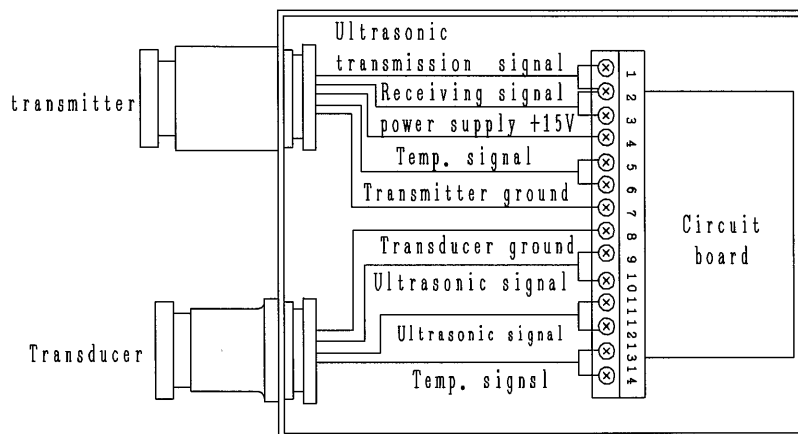 Ultrasonic
transmission signal
transmitter
Receiving signal
power supply +15V
Temp. signal
Transmitter ground
Transducer ground
Ultrasonic signal
Ultrasonic signal
Transducer
Temp. signsl
1
2
3
4
5
6
7
8
9
10
11
12
13
14
Circuit
board